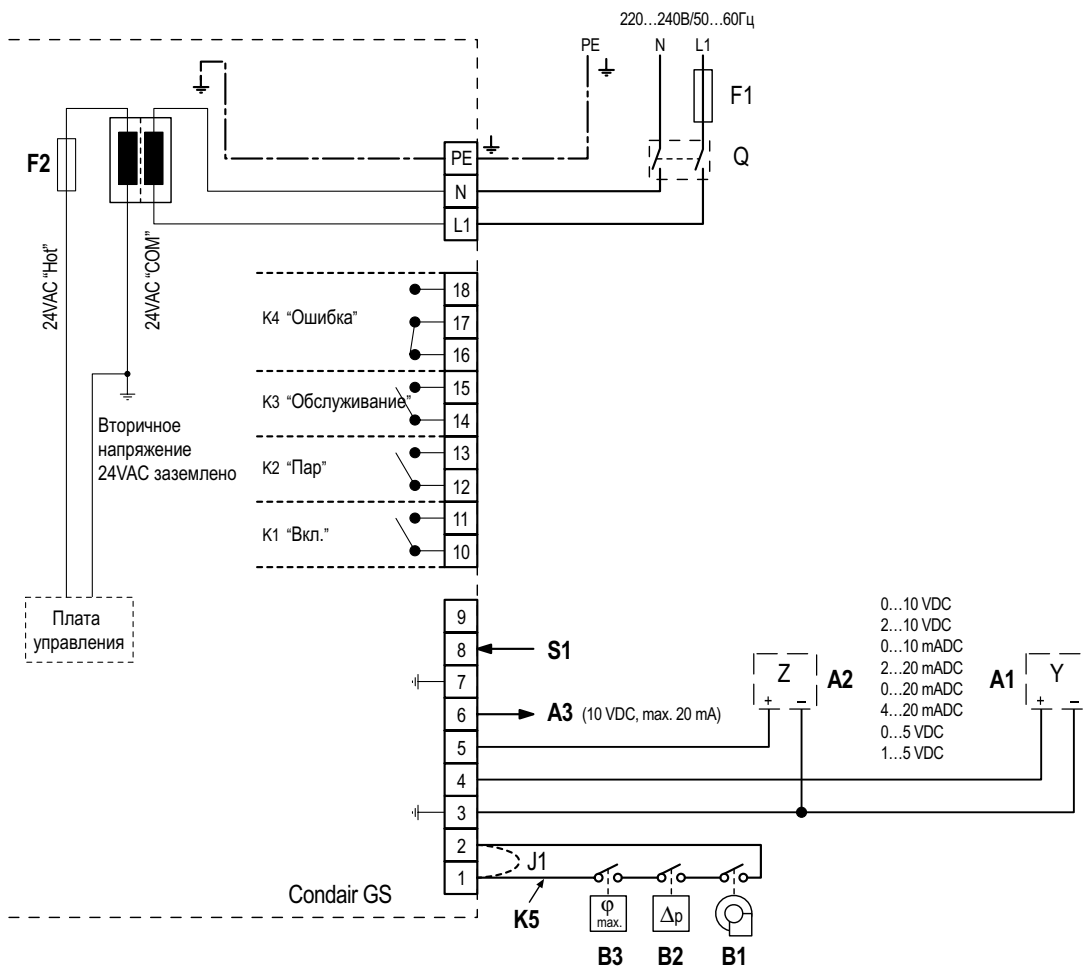 220...240В/50...60Гц
PE N L1
F1
Q
F2
PE
N
L1
24VAC “Hot”
24VAC “COM”
Вторичное
напряжение
24VAC заземлено
Плата
управления
18
K4 “Ошибка” 17
16
15
K3 “Обслуживание”
14
13
K2 “Пар”
12
11
K1 “Вкл.”
10
9
8 S1
7
6 A3 (10 VDC, max. 20 mA)
5
4
3
2
1
J1
K5
Z
+ −
A2
0...10 VDC
2...10 VDC
0...10 mADC
2...20 mADC
0...20 mADC
4...20 mADC
0...5 VDC
1...5 VDC
A1
Y
+ −
Condair GS
φ
max.
Δp
B3 B2 B1